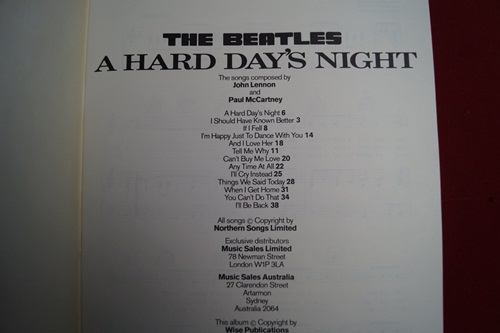 THE BEATLES
A HARD DAY'S NIGHT
The songs composed by
John Lennon
and
Paul McCartney
A Hard Day's Night 6
I Should Have Known Better 3
If I Fell 8
I'm Happy Just To Dance With You 14
And I Love Her 18
Tell Me Why 11
Can't Buy Me Love 20
Any Time At All 22
I'll Cry Instead 25
Things We Said Today 28
When I Get Home 31
You Can't Do That 34
I'll Be Back 38
All songs © Copyright by
Northern Songs Limited
Exclusive distributors
Music Sales Limited
78 Newman Street
London W1P 3LA
Music Sales Australia
27 Clarendon Street
Artarmon
Sydney
Australia 2064
This album © Copyright by
Wise Publications